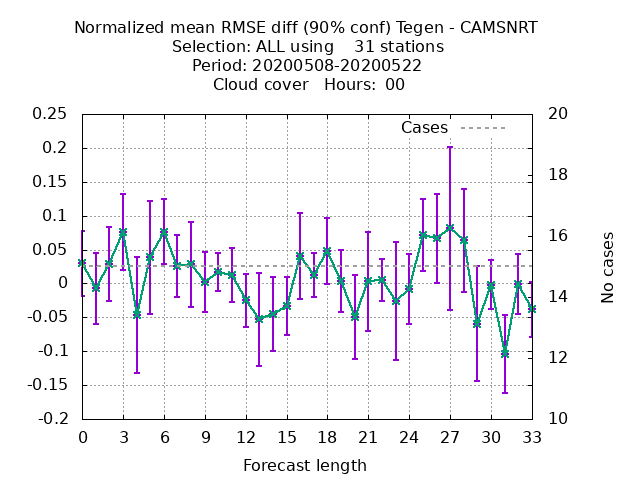 Normalized mean RMSE diff (90% conf) Tegen - CAMSNRT
Selection: ALL using 31 stations
Period: 20200508-20200522
Cloud cover Hours: 00
Cases
0.25
0.2
0.15
0.1
0.05
0
-0.05
-0.1
-0.15
-0.2
20
18
16
14
12
10
No cases
0 3 6 9 12 15 18 21 24 27 30 33
Forecast length